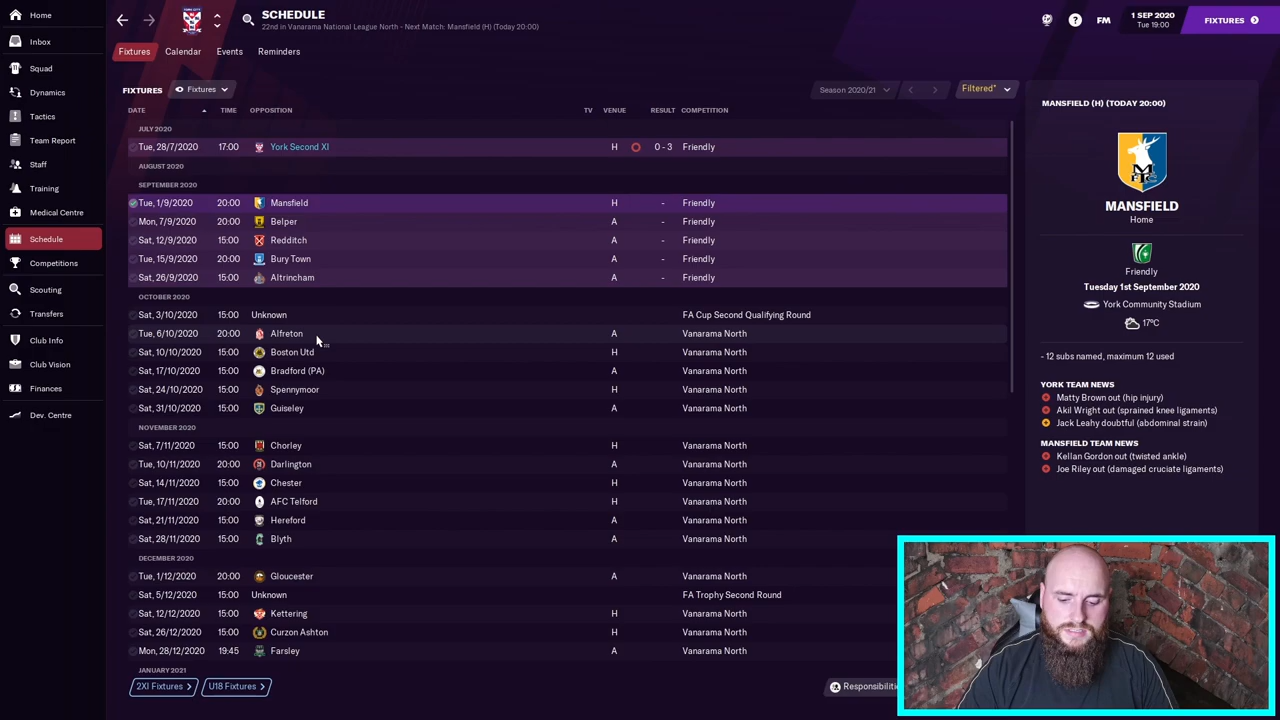 Home
Inbox
Squad
Dynamics
Tactics
Team Report
Staff
Training
Medical Centre
Schedule
Competitions
Scouting
Transfers
Club Info
Club Vision
Finances
Dev. Centre
SCHEDULE
22nd in Vanarama National League North - Next Match: Mansfield (H) (Today 20:00)
FM
1 SEP 2020
Tue 19:00
FIXTURES
Fixtures Calendar Events Reminders
FIXTURES Fixtures Season 2020/21 Filtered*
DATE TIME OPPOSITION TV VENUE RESULT COMPETITION
JULY 2020
Tue, 28/7/2020 17:00 York Second XI H 0 - 3 Friendly
AUGUST 2020
SEPTEMBER 2020
Tue, 1/9/2020 20:00 Mansfield H - Friendly
Mon, 7/9/2020 20:00 Belper A - Friendly
Sat, 12/9/2020 15:00 Redditch A - Friendly
Tue, 15/9/2020 20:00 Bury Town A - Friendly
Sat, 26/9/2020 15:00 Altrincham A - Friendly
OCTOBER 2020
Sat, 3/10/2020 15:00 Unknown FA Cup Second Qualifying Round
Tue, 6/10/2020 20:00 Alfreton A Vanarama North
Sat, 10/10/2020 15:00 Boston Utd H Vanarama North
Sat, 17/10/2020 15:00 Bradford (PA) A Vanarama North
Sat, 24/10/2020 15:00 Spennymoor H Vanarama North
Sat, 31/10/2020 15:00 Guiseley A Vanarama North
NOVEMBER 2020
Sat, 7/11/2020 15:00 Chorley H Vanarama North
Tue, 10/11/2020 20:00 Darlington A Vanarama North
Sat, 14/11/2020 15:00 Chester H Vanarama North
Tue, 17/11/2020 20:00 AFC Telford H Vanarama North
Sat, 21/11/2020 15:00 Hereford A Vanarama North
Sat, 28/11/2020 15:00 Blyth A Vanarama North
DECEMBER 2020
Tue, 1/12/2020 20:00 Gloucester A Vanarama North
Sat, 5/12/2020 15:00 Unknown FA Trophy Second Round
Sat, 12/12/2020 15:00 Kettering H Vanarama North
Sat, 26/12/2020 15:00 Curzon Ashton H Vanarama North
Mon, 28/12/2020 19:45 Farsley A Vanarama North
JANUARY 2021
2XI Fixtures U18 Fixtures Responsibilities
MANSFIELD (H) (TODAY 20:00)
MANSFIELD
Home
Friendly
Tuesday 1st September 2020
York Community Stadium
17ºC
- 12 subs named, maximum 12 used
YORK TEAM NEWS
Matty Brown out (hip injury)
Akil Wright out (sprained knee ligaments)
Jack Leahy doubtful (abdominal strain)
MANSFIELD TEAM NEWS
Kellan Gordon out (twisted ankle)
Joe Riley out (damaged cruciate ligaments)